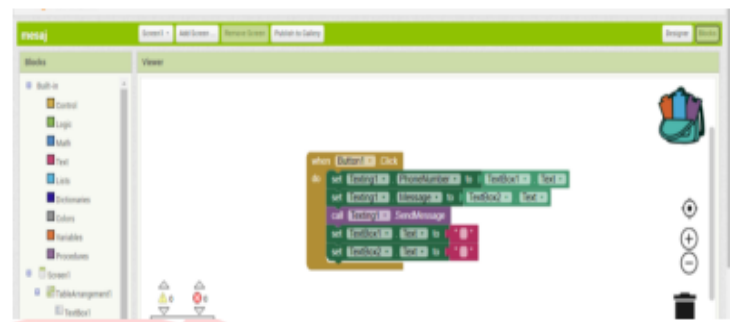 mesaj
Screen1 Add Screen ... Remove Screen Publish to Gallery
Designer Blocks
Blocks
Viewer
Built-in
Control
Logic
Math
Text
Lists
Dictionaries
Colors
Variables
Procedures
Screen1
TableArrangement1
TextBox1
when Button1 Click
do set Texting1 PhoneNumber to TextBox1 Text
set Texting1 Message to TextBox2 Text
call Texting1 SendMessage
set TextBox1 Text to " "
set TextBox2 Text to " "
0 0